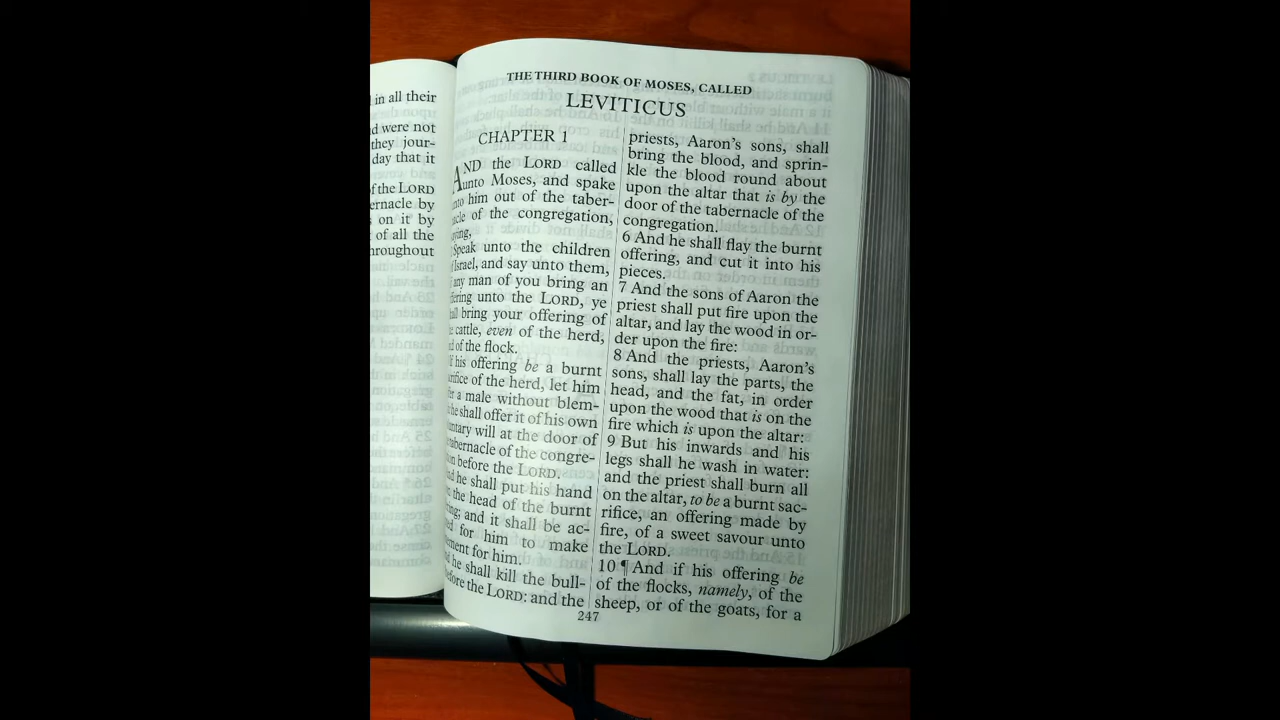 in all their
were not
they jour-
day that it
of the LORD
by
on it by
of all the
throughout
THE THIRD BOOK OF MOSES, CALLED
LEVITICUS
CHAPTER 1
AND the LORD called
unto Moses, and spake
him out of the taber-
of the congregation,
Speak unto the children
Israel, and say unto them,
any man of you bring an
unto the LORD, ye
bring your offering of
cattle, even of the herd,
of the flock.
his offering be a burnt
of the herd, let him
a male without blem-
he shall offer it of his own
will at the door of
tabernacle of the congre-
before the LORD.
he shall put his hand
the head of the burnt
and it shall be ac-
for him to make
for him.
he shall kill the bull-
the LORD: and the
priests, Aaron's sons, shall
bring the blood, and sprin-
kle the blood round about
upon the altar that is by the
door of the tabernacle of the
congregation.
6 And he shall flay the burnt
offering, and cut it into his
pieces.
7 And the sons of Aaron the
priest shall put fire upon the
altar, and lay the wood in or-
der upon the fire:
8 And the priests, Aaron's
sons, shall lay the parts, the
head, and the fat, in order
upon the wood that is on the
fire which is upon the altar:
9 But his inwards and his
legs shall he wash in water:
and the priest shall burn all
on the altar, to be a burnt sac-
rifice, an offering made by
fire, of a sweet savour unto
the LORD.
10 ¶ And if his offering be
of the flocks, namely, of the
sheep, or of the goats, for a
247